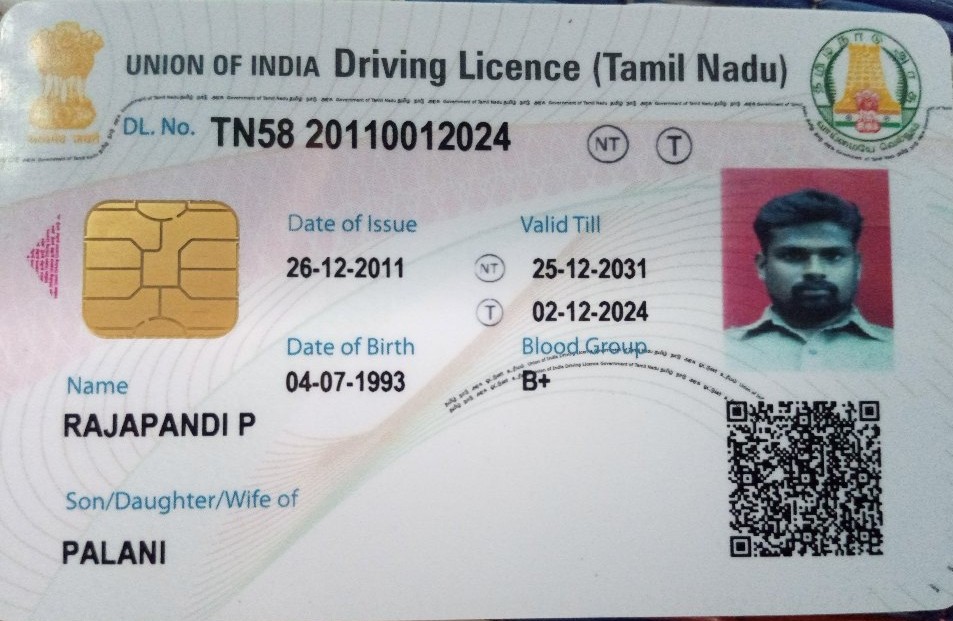 UNION OF INDIA Driving Licence (Tamil Nadu)
DL. No. TN58 20110012024 NT T
Date of Issue Valid Till
26-12-2011 NT 25-12-2031
T 02-12-2024
Date of Birth Blood Group
04-07-1993 B+
Name
RAJAPANDI P
Son/Daughter/Wife of
PALANI